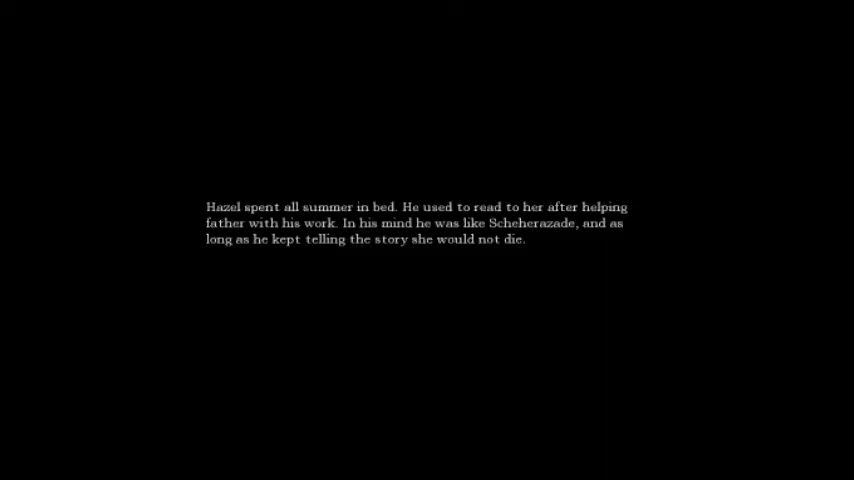 Hazel spent all summer in bed. He used to read to her after helping
father with his work. In his mind he was like Scheherazade, and as
long as he kept telling the story she would not die.